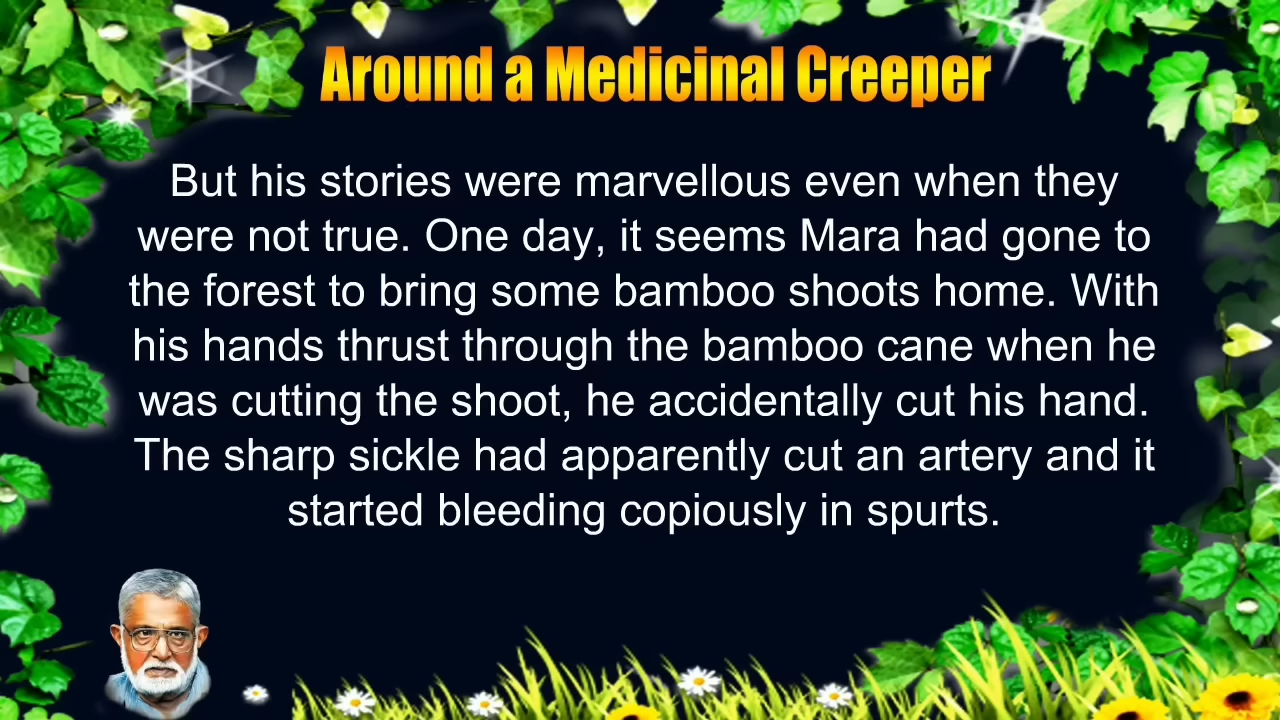 Around a Medicinal Creeper
But his stories were marvellous even when they
were not true. One day, it seems Mara had gone to
the forest to bring some bamboo shoots home. With
his hands thrust through the bamboo cane when he
was cutting the shoot, he accidentally cut his hand.
The sharp sickle had apparently cut an artery and it
started bleeding copiously in spurts.